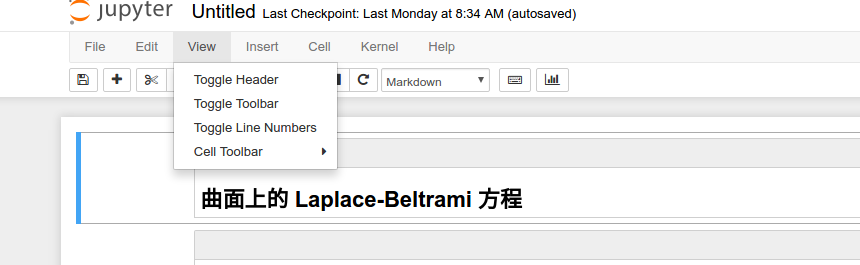 jupyter Untitled Last Checkpoint: Last Monday at 8:34 AM (autosaved)
File Edit View Insert Cell Kernel Help
Markdown
Toggle Header
Toggle Toolbar
Toggle Line Numbers
Cell Toolbar
曲面上的 Laplace-Beltrami 方程